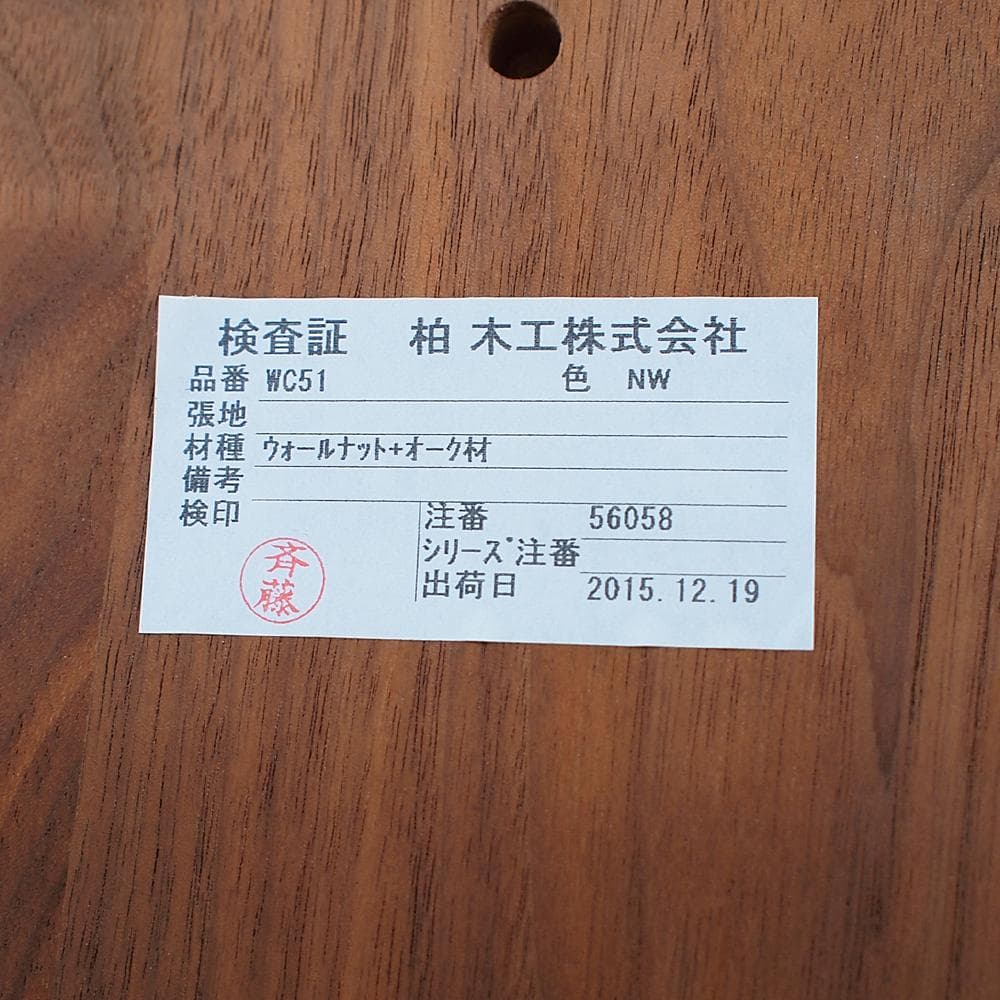 検査証 柏木工株式会社
品番 WC51 色 NW
張地
材種 ウォールナット+オーク材
備考
検印
注番 56058
シリーズ注番
出荷日 2015.12.19
斉藤